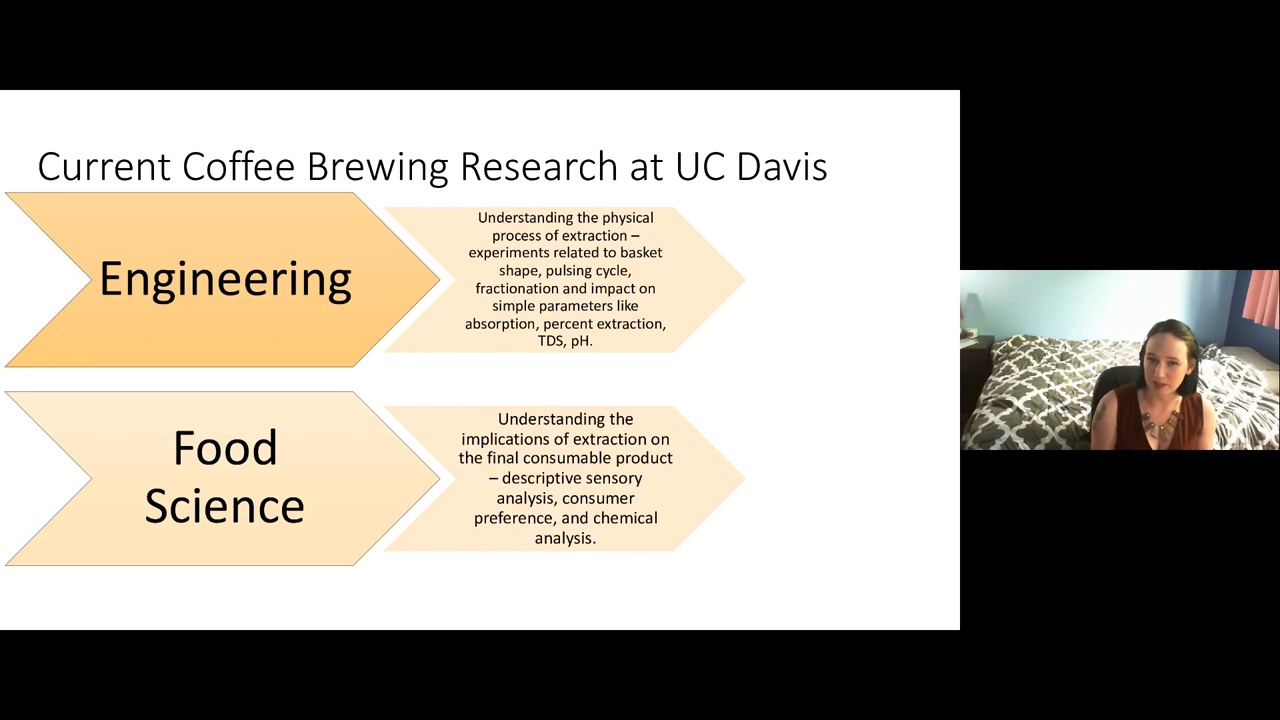 Current Coffee Brewing Research at UC Davis
Engineering
Understanding the physical
process of extraction –
experiments related to basket
shape, pulsing cycle,
fractionation and impact on
simple parameters like
absorption, percent extraction,
TDS, pH.
Food
Science
Understanding the
implications of extraction on
the final consumable product
– descriptive sensory
analysis, consumer
preference, and chemical
analysis.